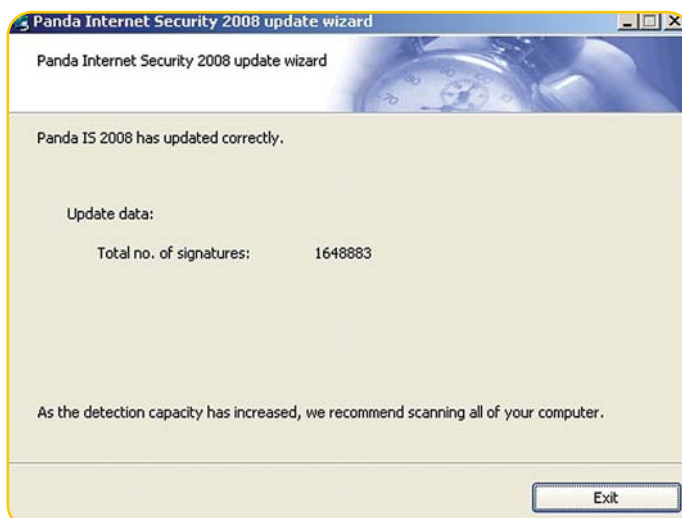 Panda Internet Security 2008 update wizard
Panda Internet Security 2008 update wizard
Panda IS 2008 has updated correctly.
Update data:
Total no. of signatures: 1648883
As the detection capacity has increased, we recommend scanning all of your computer.
Exit